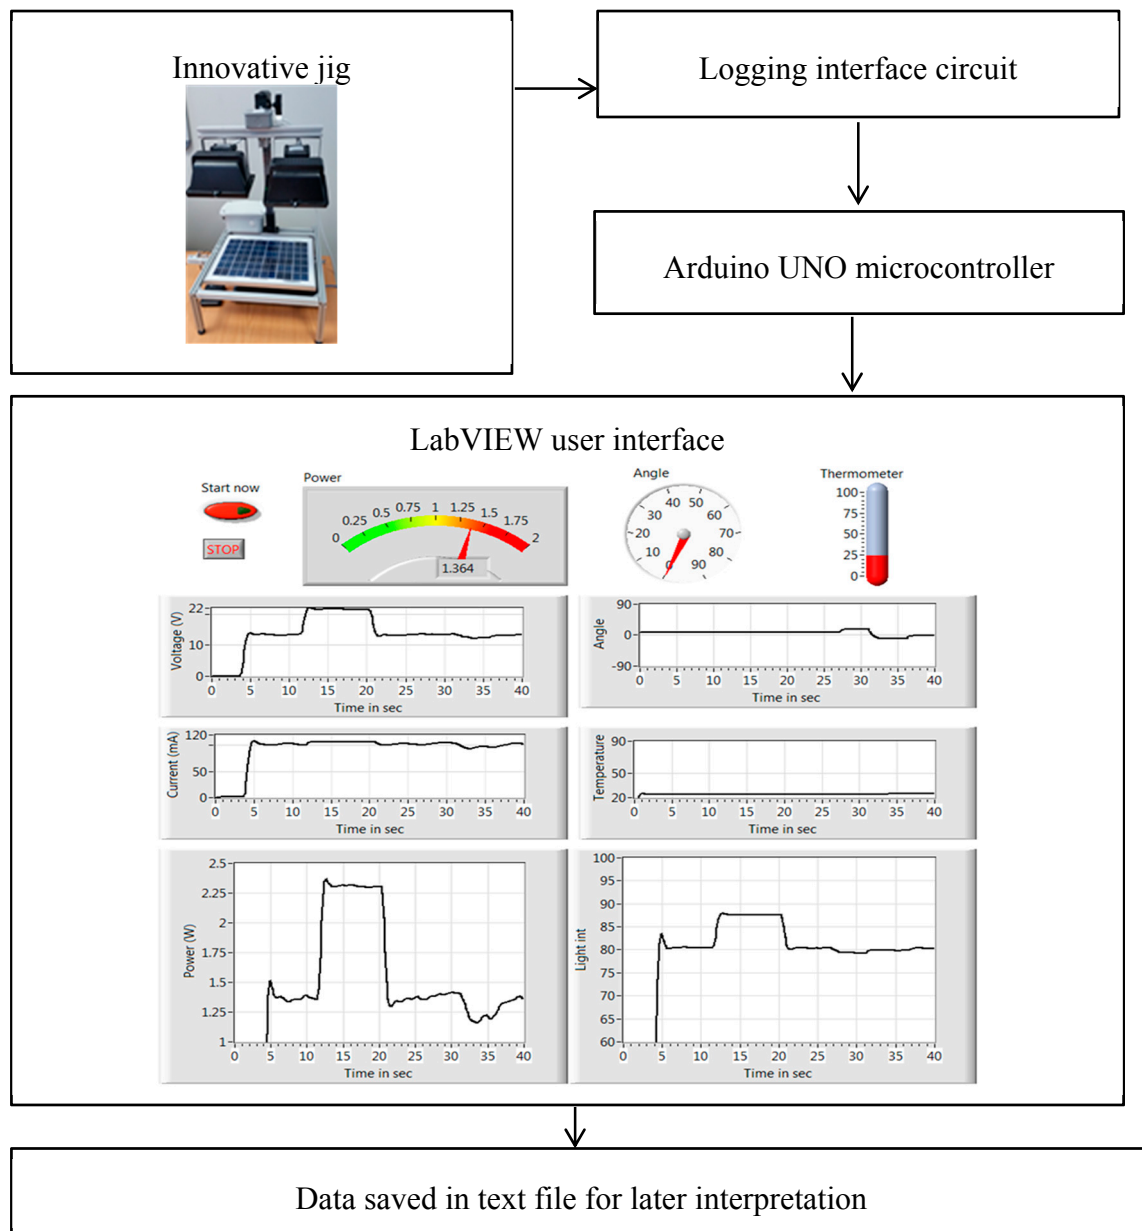 Innovative jig
Logging interface circuit
Arduino UNO microcontroller
LabVIEW user interface
Start now
STOP
Power
0 0.25 0.5 0.75 1 1.25 1.5 1.75 2
1.364
Angle
0 10 20 30 40 50 60 70 80 90
Thermometer
100
75
50
25
0
Voltage (V)
22
10
0
0 5 10 15 20 25 30 35 40
Time in sec
Angle
90
0
-90
0 5 10 15 20 25 30 35 40
Time in sec
Current (mA)
120
50
0
0 5 10 15 20 25 30 35 40
Time in sec
Temperature
90
50
20
0 5 10 15 20 25 30 35 40
Time in sec
Power (W)
2.5
2.25
2
1.75
1.5
1.25
1
0 5 10 15 20 25 30 35 40
Time in sec
Light int
100
95
90
85
80
75
70
65
60
0 5 10 15 20 25 30 35 40
Time in sec
Data saved in text file for later interpretation